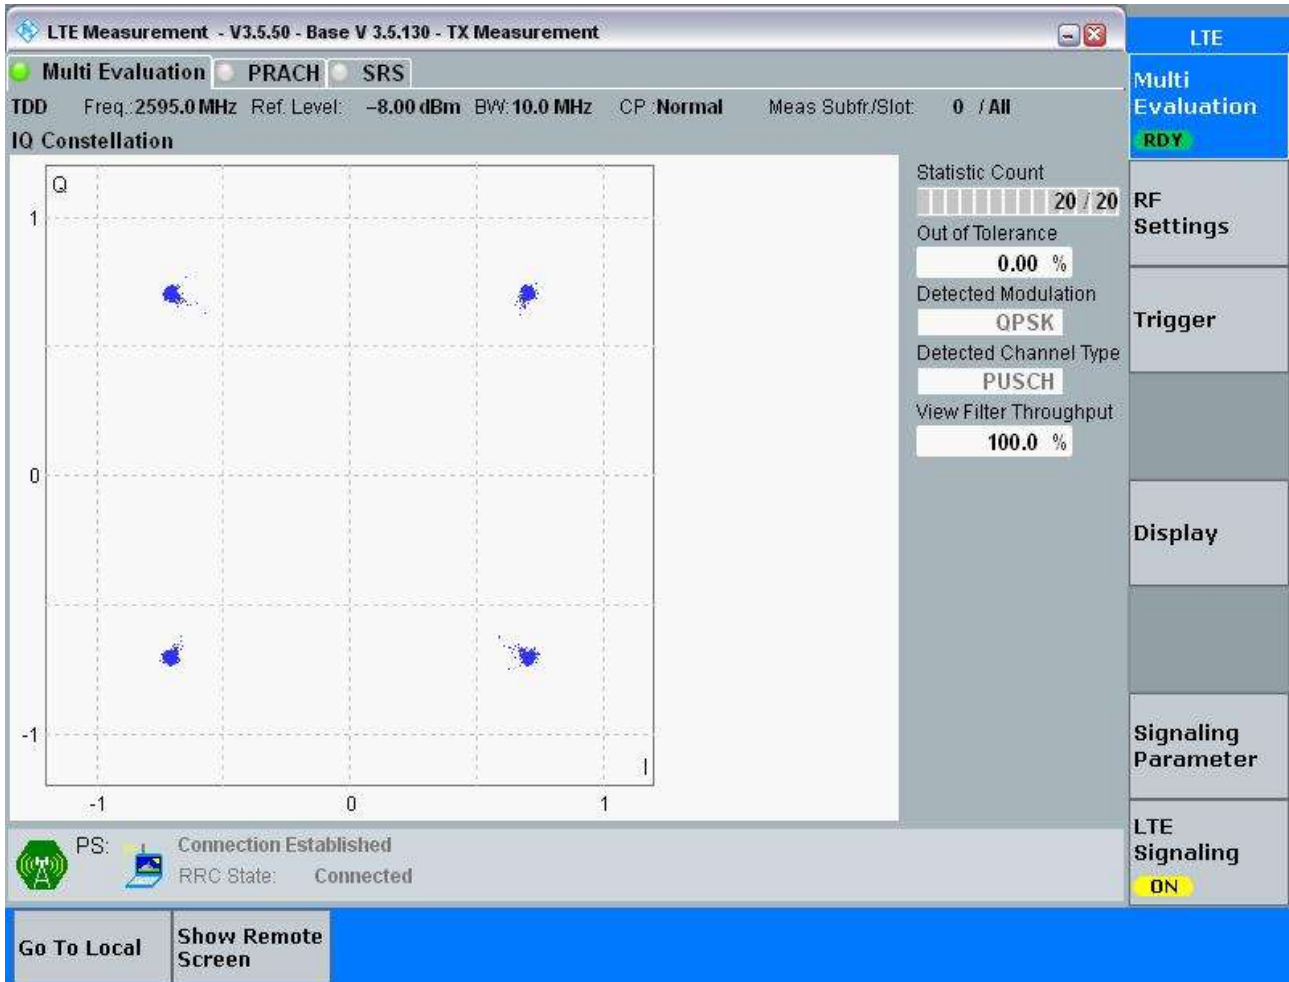 LTE Measurement - V3.5.50 - Base V 3.5.130 - TX Measurement
LTE
Multi Evaluation PRACH SRS
TDD Freq.:2595.0 MHz Ref. Level: -8.00 dBm BW:10.0 MHz CP :Normal Meas Subfr./Slot: 0 / All
IQ Constellation
Q
1
0
-1
-1 0 1
I
Statistic Count
20 / 20
Out of Tolerance
0.00 %
Detected Modulation
QPSK
Detected Channel Type
PUSCH
View Filter Throughput
100.0 %
Multi
Evaluation
RDY
RF
Settings
Trigger
Display
Signaling
Parameter
LTE
Signaling
ON
PS: Connection Established
RRC State: Connected
Go To Local
Show Remote
Screen